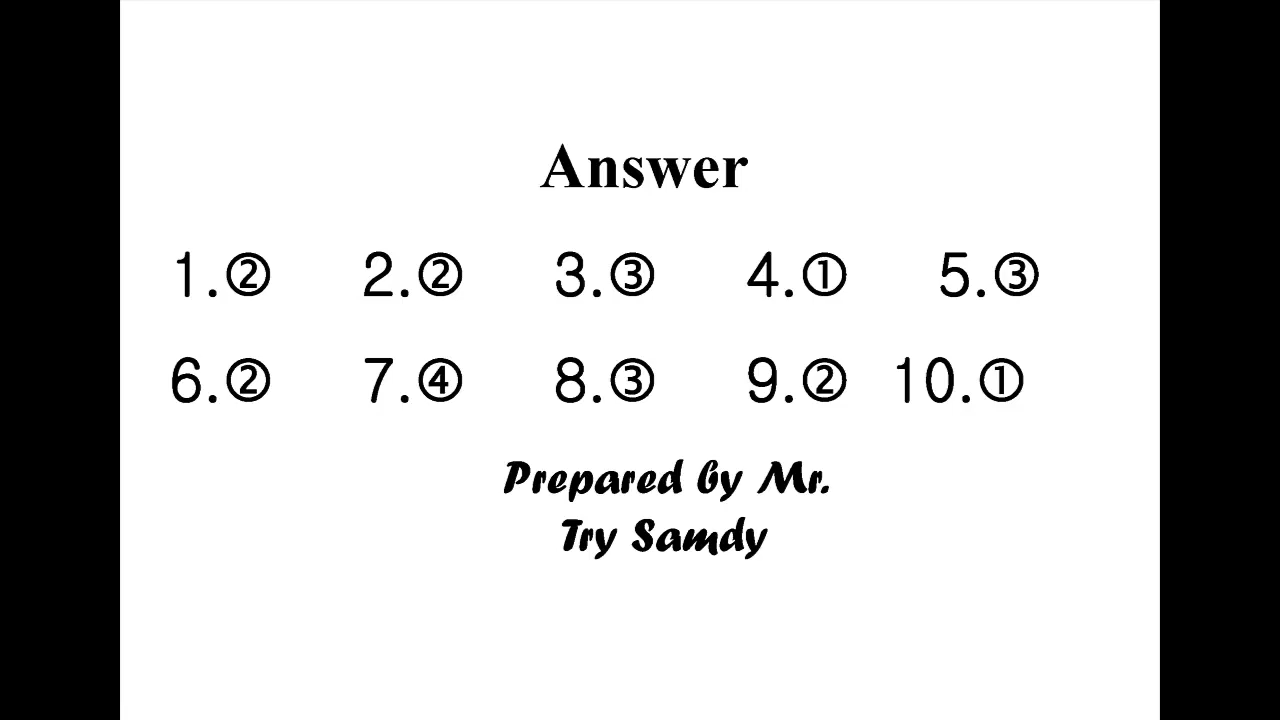 Answer
1.② 2.② 3.③ 4.① 5.③
6.② 7.④ 8.③ 9.② 10.①
Prepared by Mr.
Try Samdy